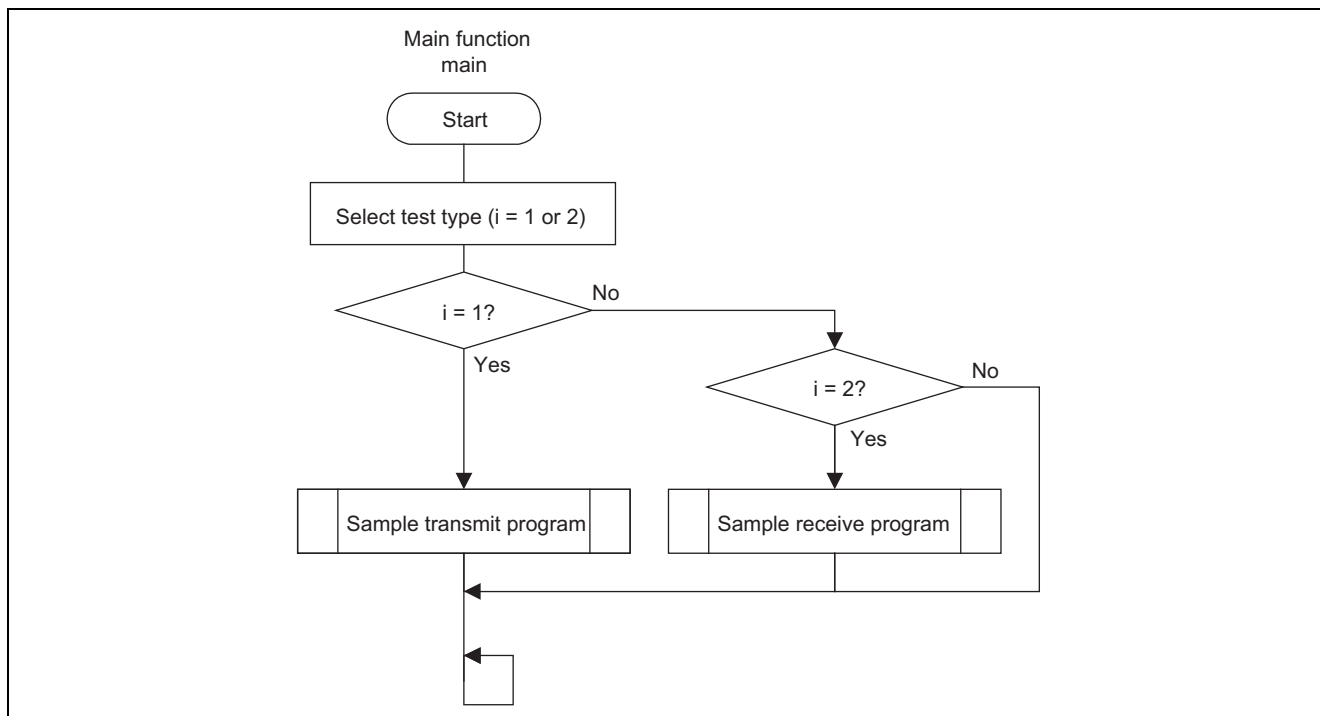 Main function
main
Start
Select test type (i = 1 or 2)
i = 1?
No
Yes
i = 2?
No
Yes
Sample transmit program
Sample receive program